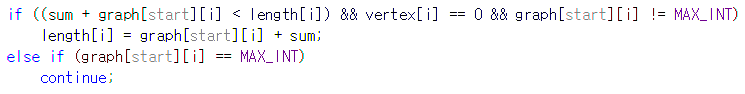 if ((sum + graph[start][i] < length[i]) && vertex[i] == 0 && graph[start][i] != MAX_INT)
length[i] = graph[start][i] + sum;
else if (graph[start][i] == MAX_INT)
continue;